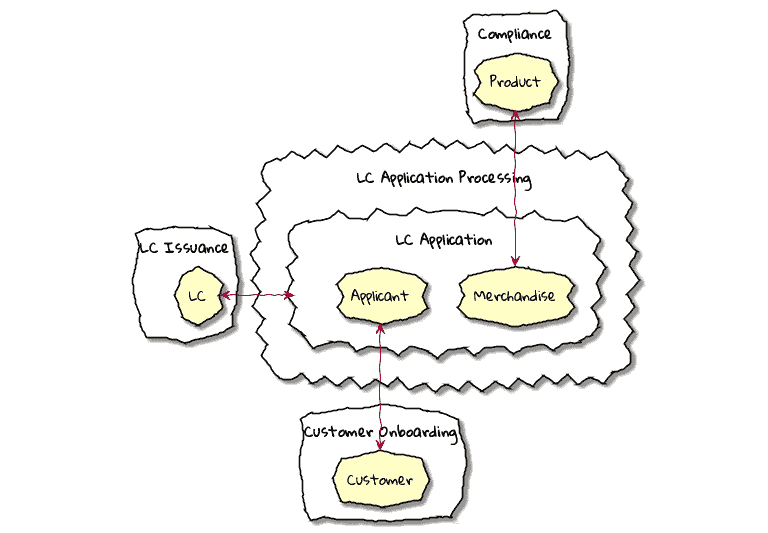 Compliance
Product
LC Application Processing
LC Application
LC Issuance
LC
Applicant
Merchandise
Customer Onboarding
Customer